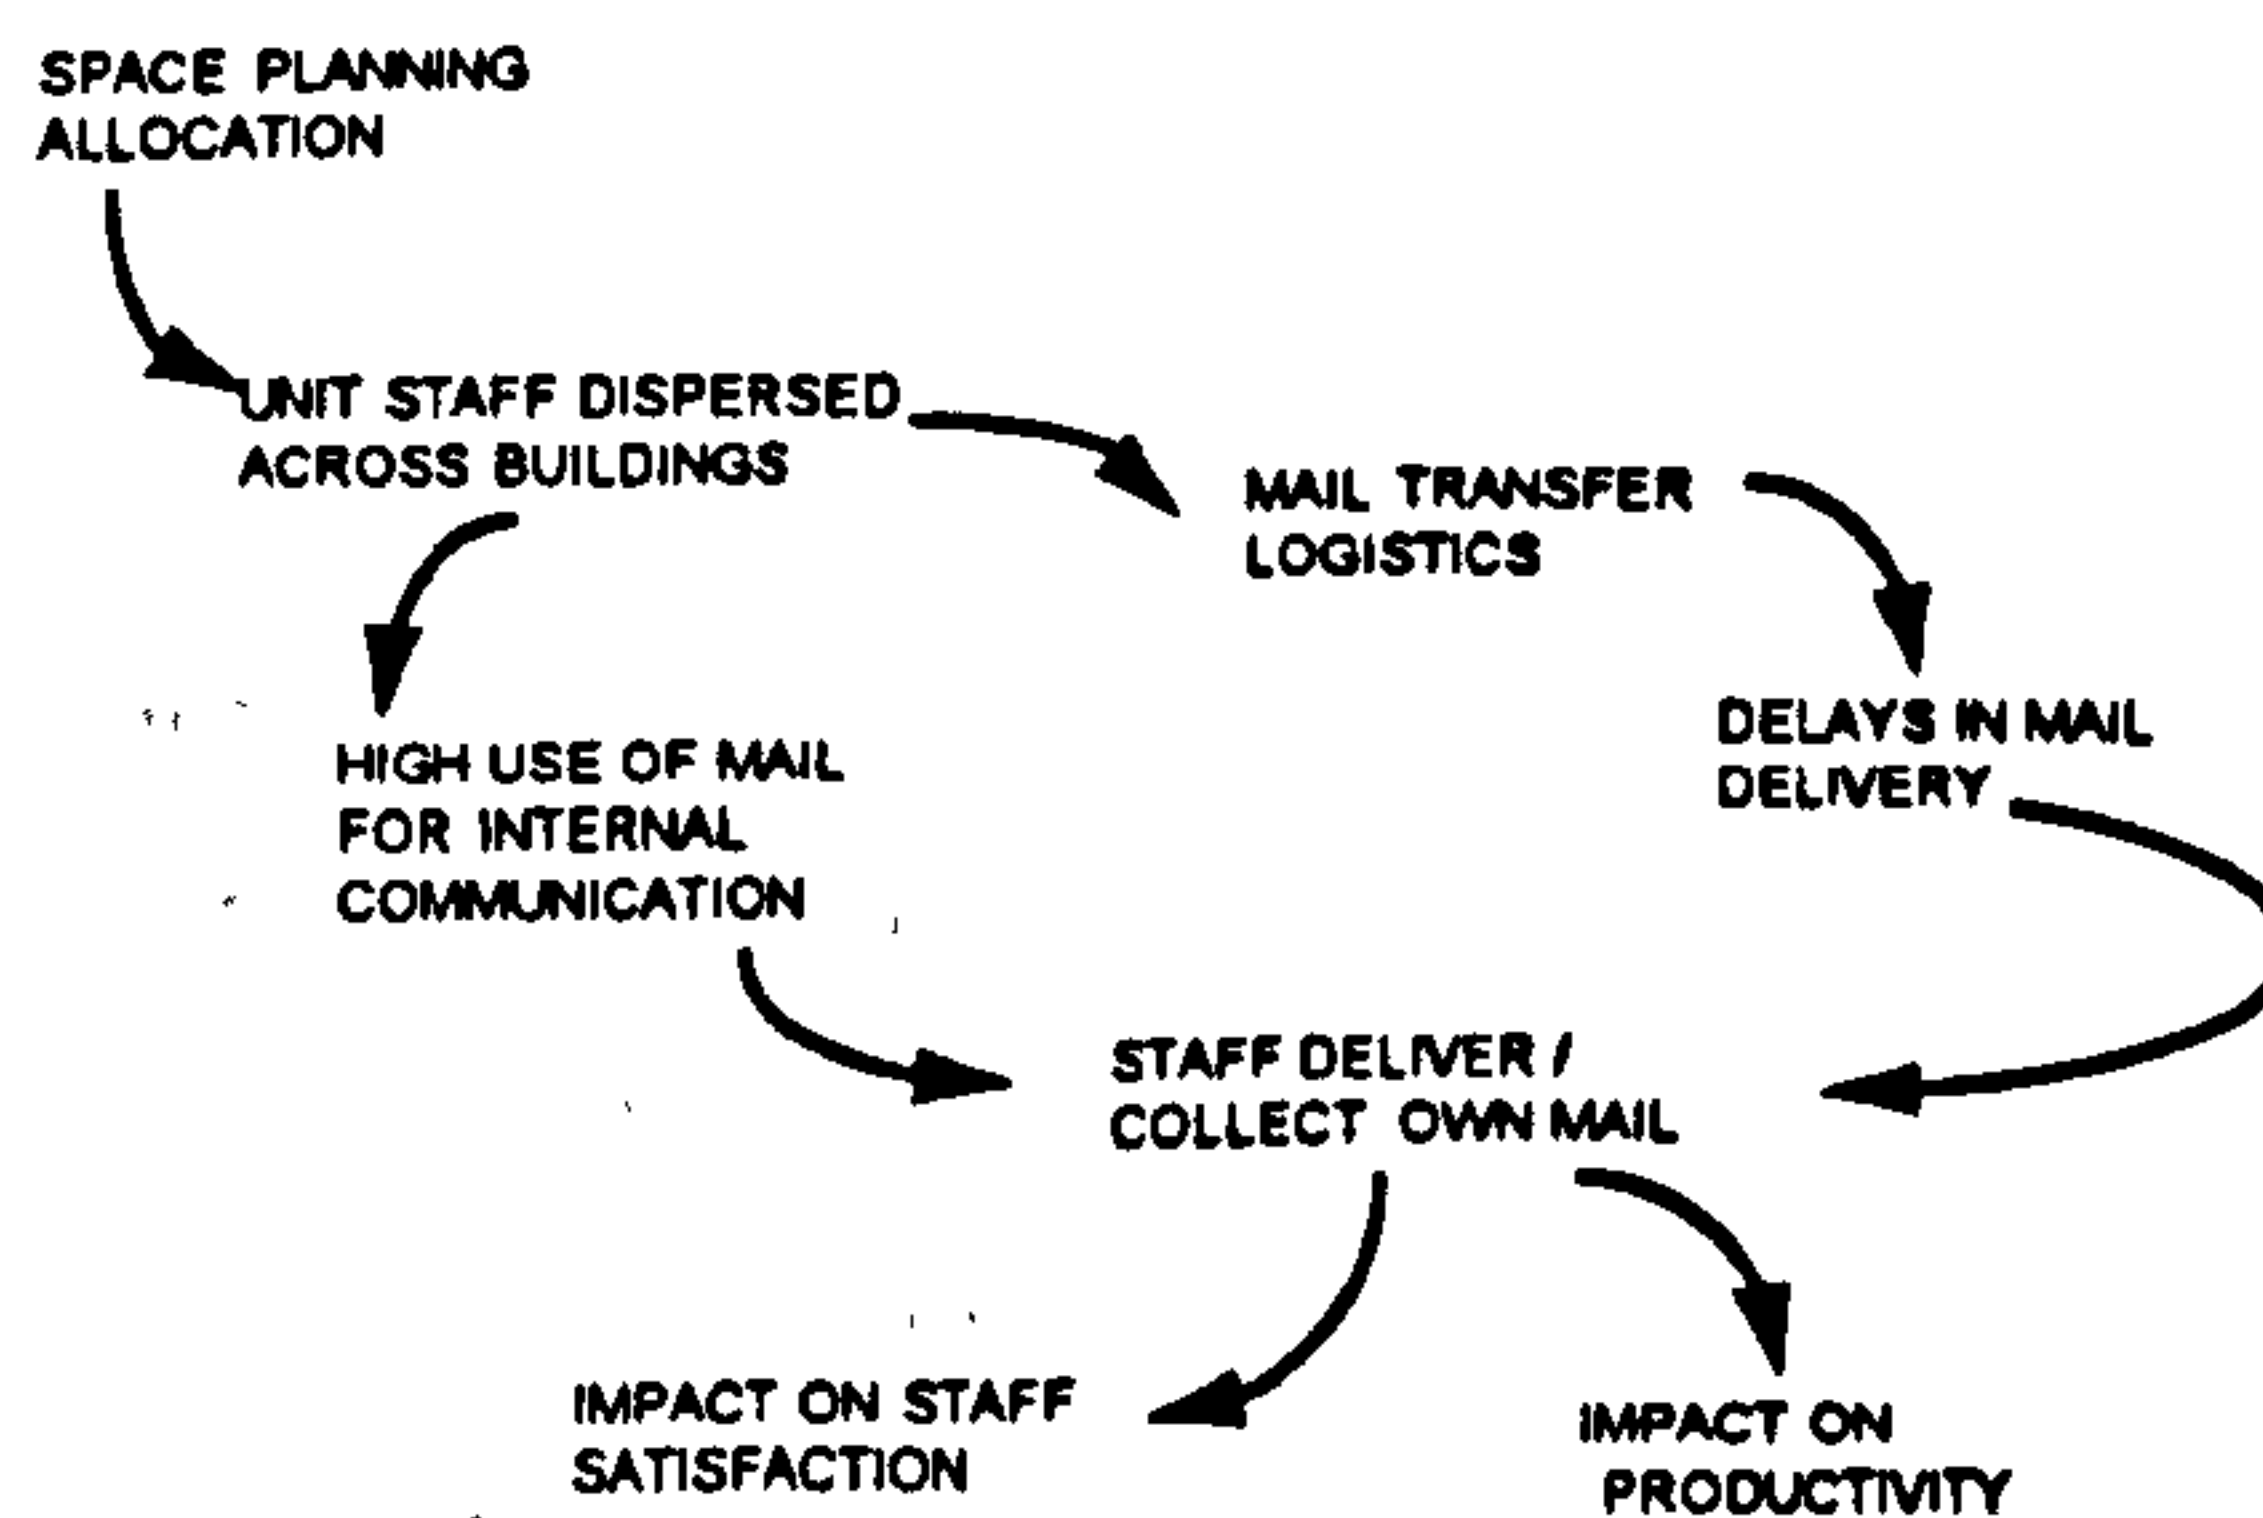 SPACE PLANNING
ALLOCATION
UNIT STAFF DISPERSED
ACROSS BUILDINGS
MAIL TRANSFER
LOGISTICS
DELAYS IN MAIL
DELIVERY
HIGH USE OF MAIL
FOR INTERNAL
COMMUNICATION
STAFF DELIVER /
COLLECT OWN MAIL
IMPACT ON STAFF
SATISFACTION
IMPACT ON
PRODUCTIVITY